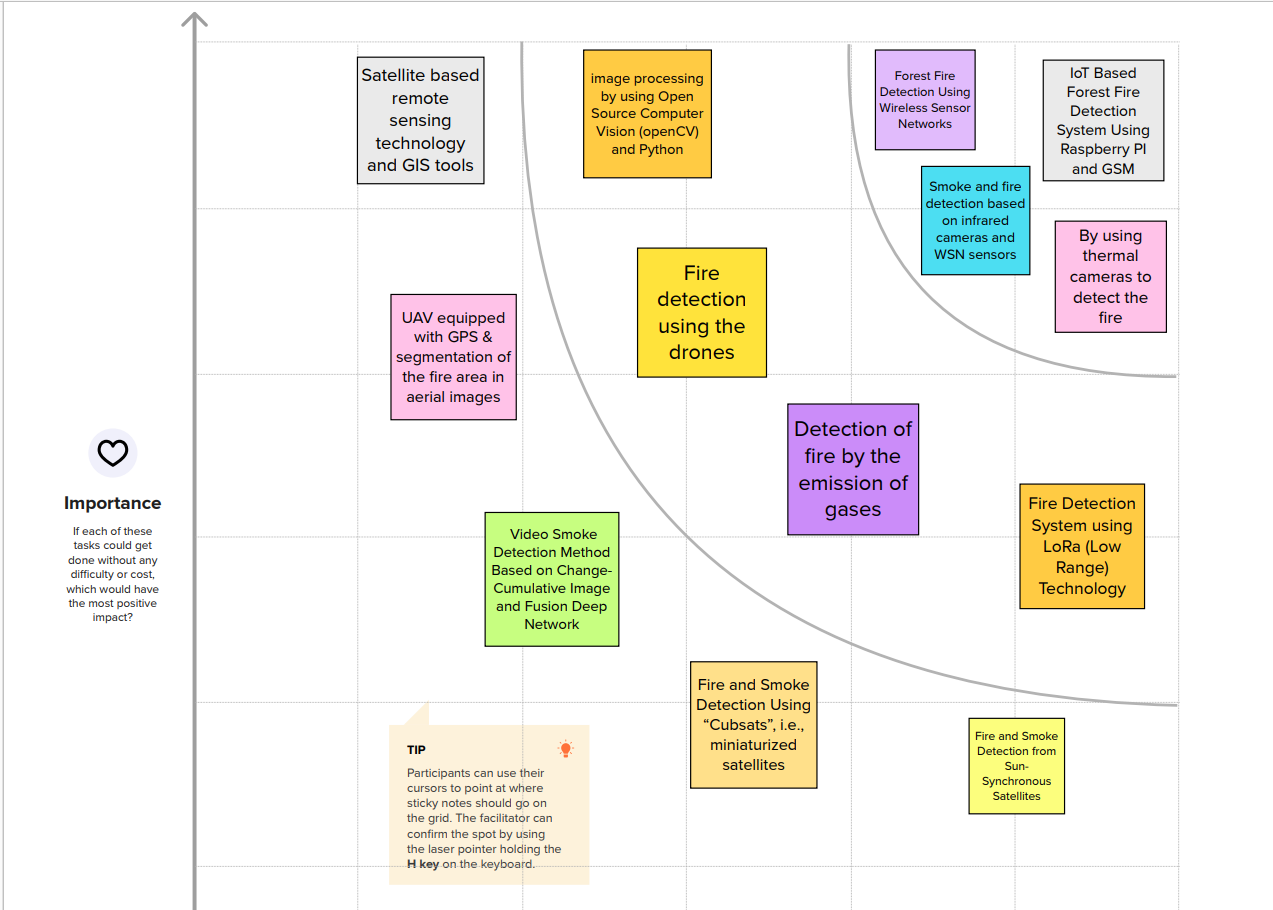 Satellite based
remote
sensing
technology
and GIS tools
image processing
by using Open
Source Computer
Vision (openCV)
and Python
Forest Fire
Detection Using
Wireless Sensor
Networks
IoT Based
Forest Fire
Detection
System Using
Raspberry PI
and GSM
Smoke and fire
detection based
on infrared
cameras and
WSN sensors
By using
thermal
cameras to
detect the
fire
Fire
detection
using the
drones
UAV equipped
with GPS &
segmentation of
the fire area in
aerial images
Detection of
fire by the
emission of
gases
Importance
If each of these
tasks could get
done without any
difficulty or cost,
which would have
the most positive
impact?
Fire Detection
System using
LoRa (Low
Range)
Technology
Video Smoke
Detection Method
Based on Change-
Cumulative Image
and Fusion Deep
Network
Fire and Smoke
Detection Using
“Cubsats”, i.e.,
miniaturized
satellites
Fire and Smoke
Detection from
Sun-
Synchronous
Satellites
TIP
Participants can use their
cursors to point at where
sticky notes should go on
the grid. The facilitator can
confirm the spot by using
the laser pointer holding the
H key on the keyboard.